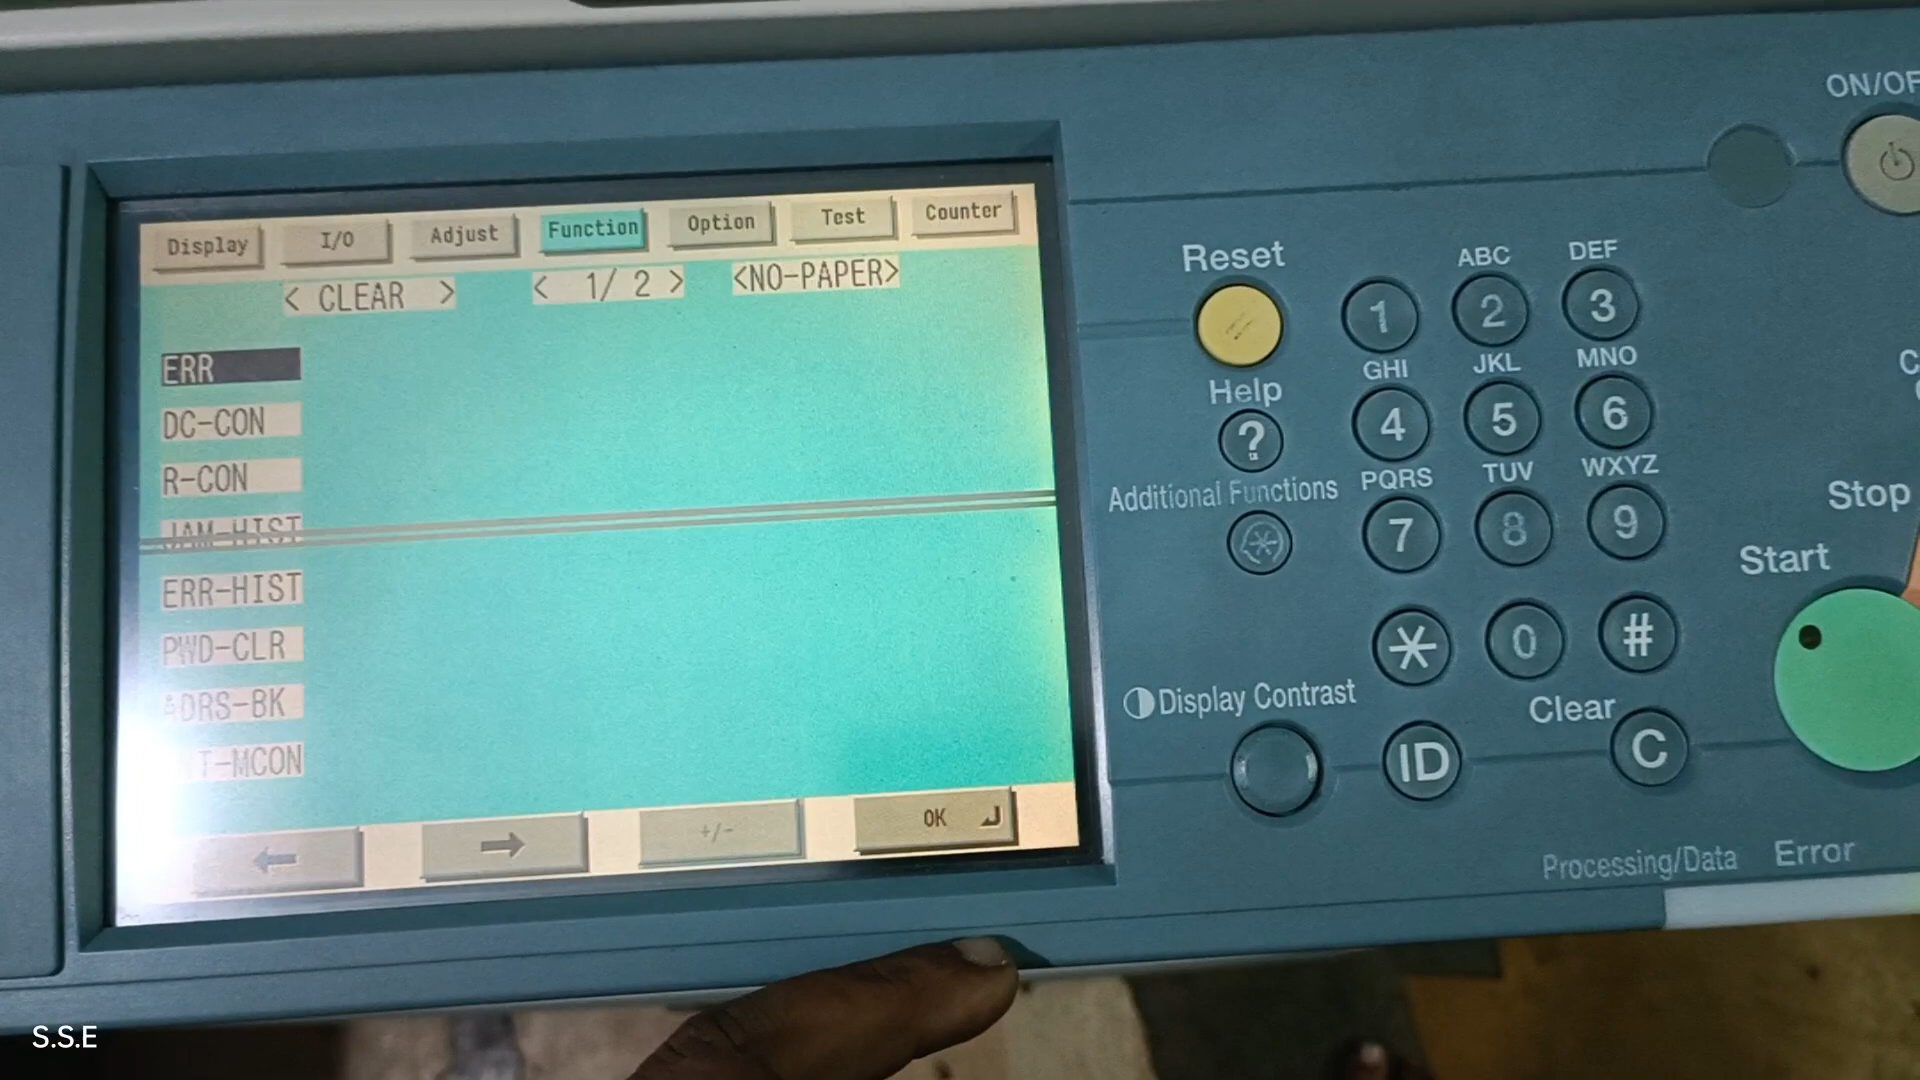 ON/OF
Display I/O Adjust Function Option Test Counter
< CLEAR > < 1/ 2 > <NO-PAPER>
ERR
DC-CON
R-CON
JAM-HIST
ERR-HIST
PWD-CLR
ADRS-BK
T-MCON
+/- OK
Reset
Help
?
Additional Functions
Display Contrast
ABC DEF
1 2 3
GHI JKL MNO
4 5 6
PQRS TUV WXYZ
7 8 9
* 0 #
Clear
ID C
Stop
Start
Processing/Data Error
S.S.E